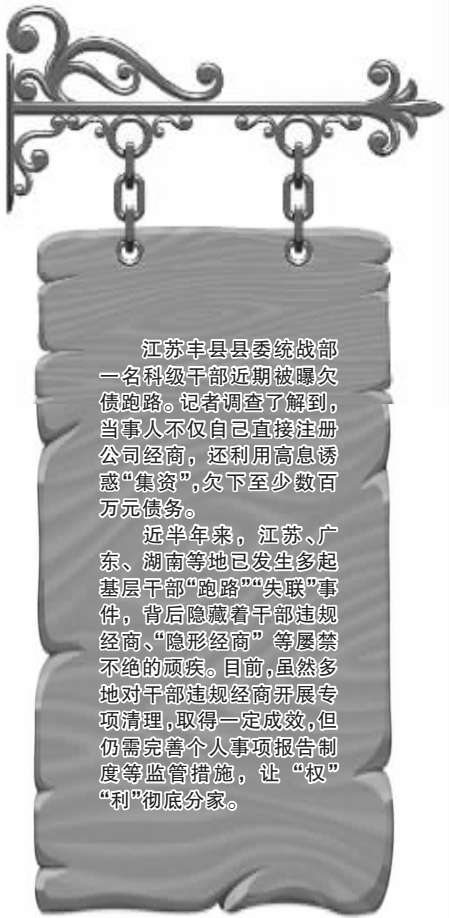 江苏丰县县委统战部
一名科级干部近期被曝欠
债跑路。记者调查了解到，
当事人不仅自己直接注册
公司经商，还利用高息诱
惑“集资”，欠下至少数百
万元债务。
近半年来，江苏、广
东、湖南等地已发生多起
基层干部“跑路”“失联”事
件，背后隐藏着干部违规
经商、“隐形经商”等屡禁
不绝的顽疾。目前，虽然多
地对干部违规经商开展专
项清理，取得一定成效，但
仍需完善个人事项报告制
度等监管措施，让“权”
“利”彻底分家。